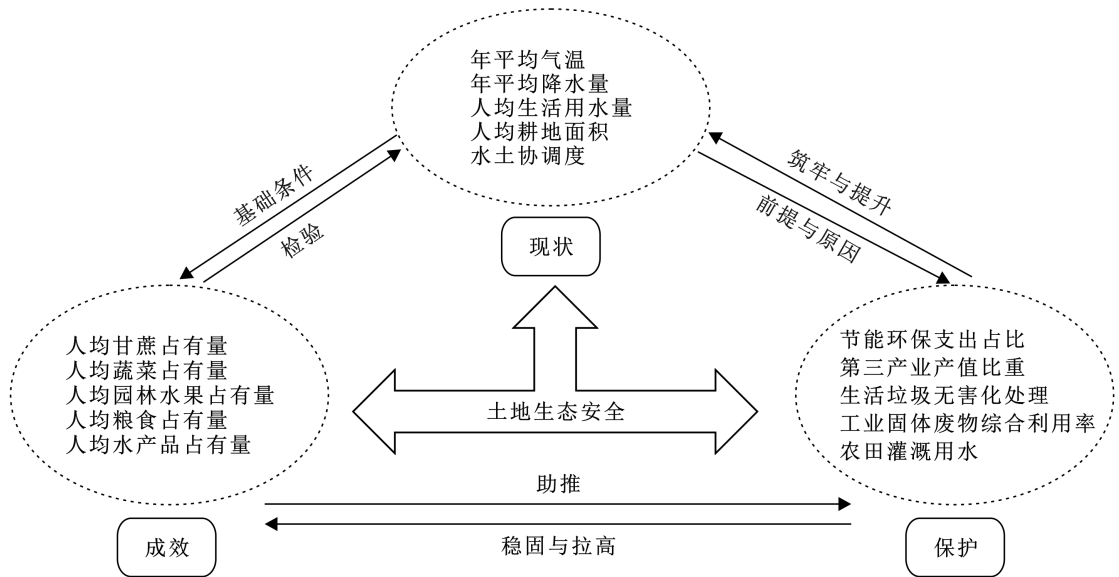 年平均气温
年平均降水量
人均生活用水量
人均耕地面积
水土协调度
基础条件
检验
筑牢与提升
前提与原因
现状
人均甘蔗占有量
人均蔬菜占有量
人均园林水果占有量
人均粮食占有量
人均水产品占有量
土地生态安全
节能环保支出占比
第三产业产值比重
生活垃圾无害化处理
工业固体废物综合利用率
农田灌溉用水
助推
稳固与拉高
成效
保护